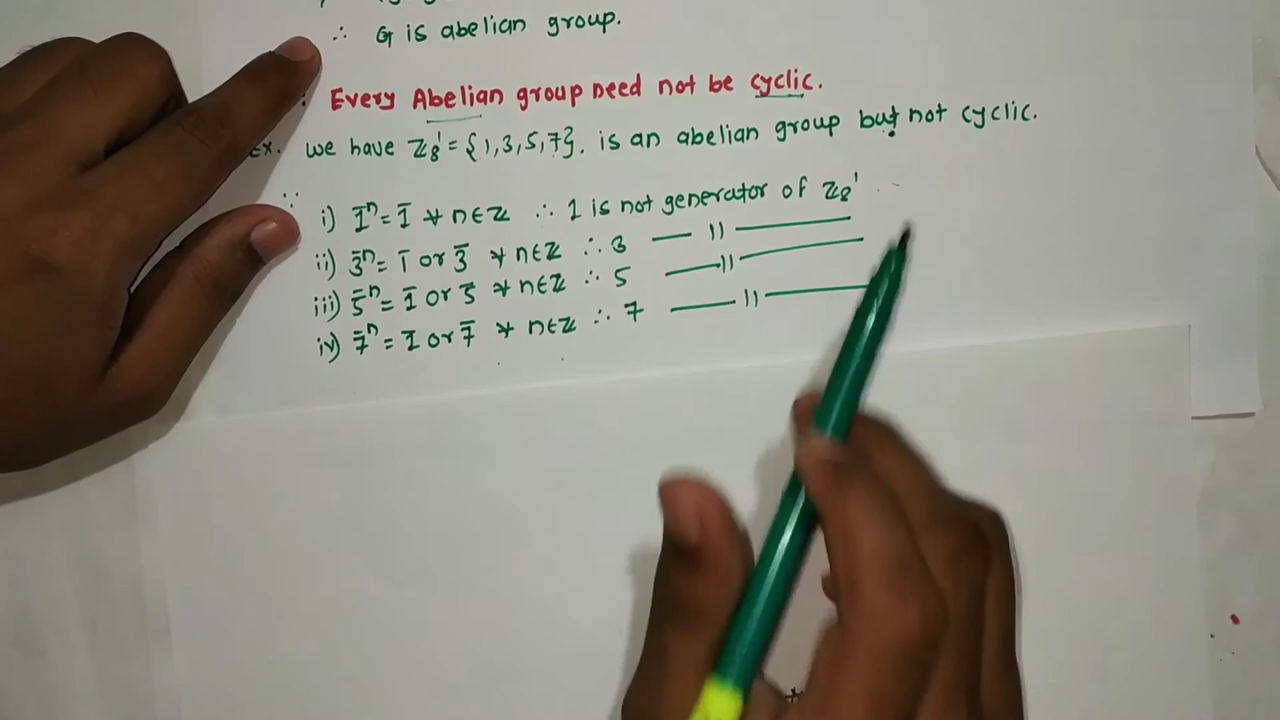 ∴ G is abelian group.
: Every Abelian group need not be cyclic.
Ex. we have ℤ₈' = {1,3,5,7}. is an abelian group but not cyclic.
∵
i) 1̄ⁿ = 1̄ ∀ n∈ℤ ∴ 1 is not generator of ℤ₈'
ii) 3̄ⁿ = 1̄ or 3̄ ∀ n∈ℤ ∴ 3 — 11 —
iii) 5̄ⁿ = 1̄ or 5̄ ∀ n∈ℤ ∴ 5 — 11 —
iv) 7̄ⁿ = 1̄ or 7̄ ∀ n∈ℤ ∴ 7 — 11 —